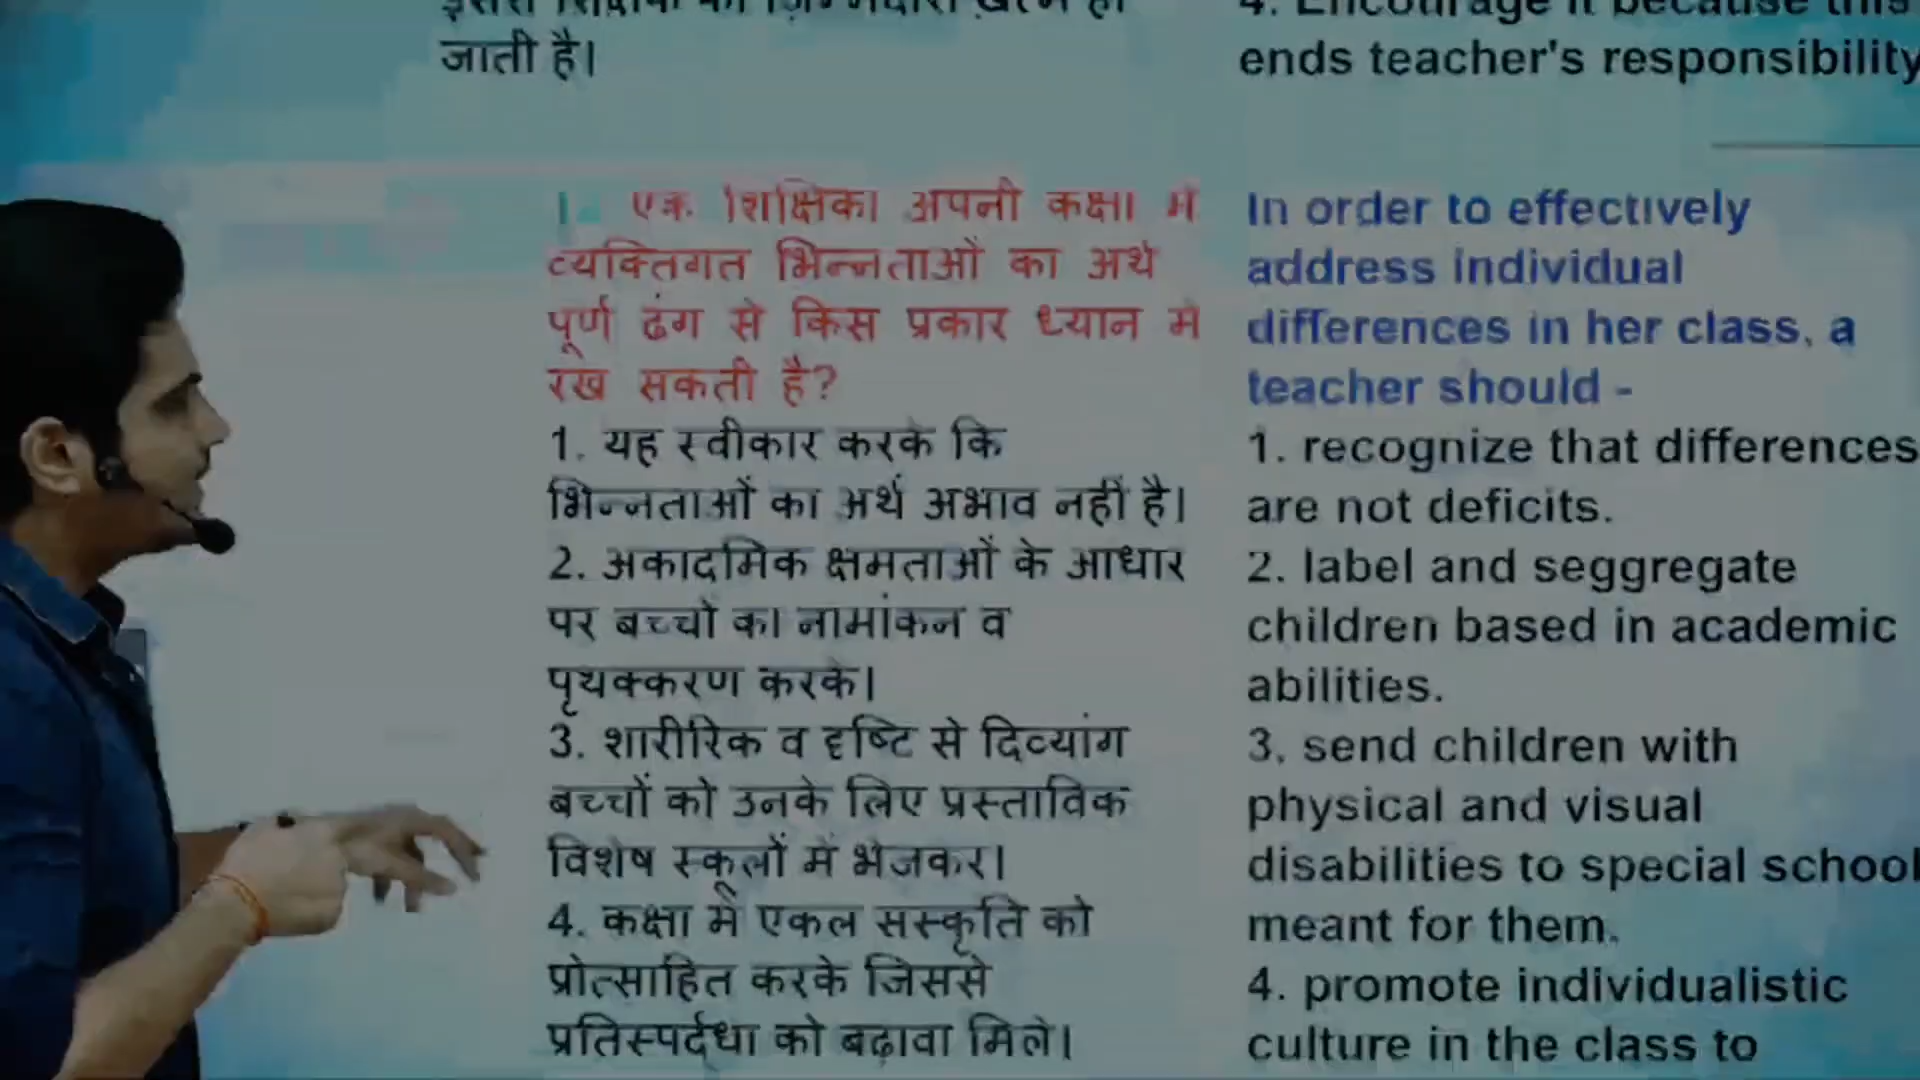 जाती है।
4. Encourage it because this
ends teacher's responsibility
1. एक शिक्षिका अपनी कक्षा में
व्यक्तिगत भिन्नताओं का अर्थ
पूर्ण ढंग से किस प्रकार ध्यान में
रख सकती है?
1. यह स्वीकार करके कि
भिन्नताओं का अर्थ अभाव नहीं है।
2. अकादमिक क्षमताओं के आधार
पर बच्चों का नामांकन व
पृथक्करण करके।
3. शारीरिक व दृष्टि से दिव्यांग
बच्चों को उनके लिए प्रस्ताविक
विशेष स्कूलों में भेजकर।
4. कक्षा में एकल संस्कृति को
प्रोत्साहित करके जिससे
प्रतिस्पर्द्धा को बढ़ावा मिले।
In order to effectively
address individual
differences in her class, a
teacher should -
1. recognize that differences
are not deficits.
2. label and seggregate
children based in academic
abilities.
3. send children with
physical and visual
disabilities to special school
meant for them.
4. promote individualistic
culture in the class to